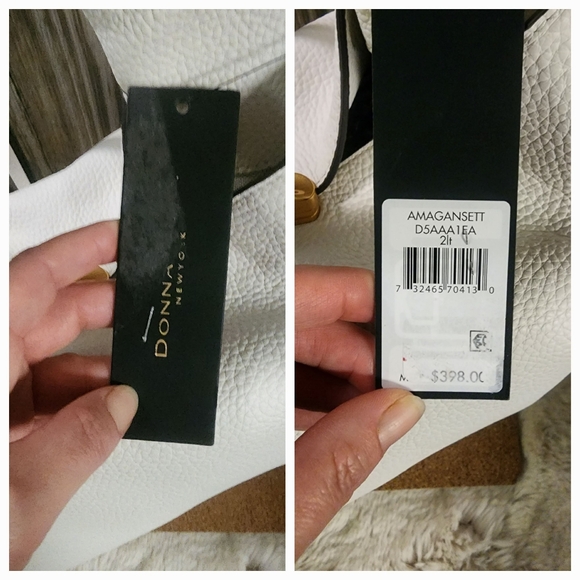 DONNA
NEW YORK
AMAGANSETT
D5AAA1EA
2lt
7 32465 70413 0
$398.00